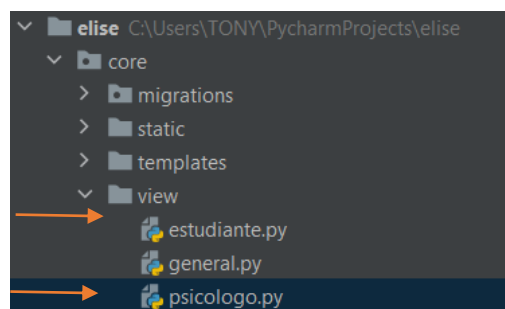 elise C:\Users\TONY\PycharmProjects\elise
core
migrations
static
templates
view
estudiante.py
general.py
psicologo.py